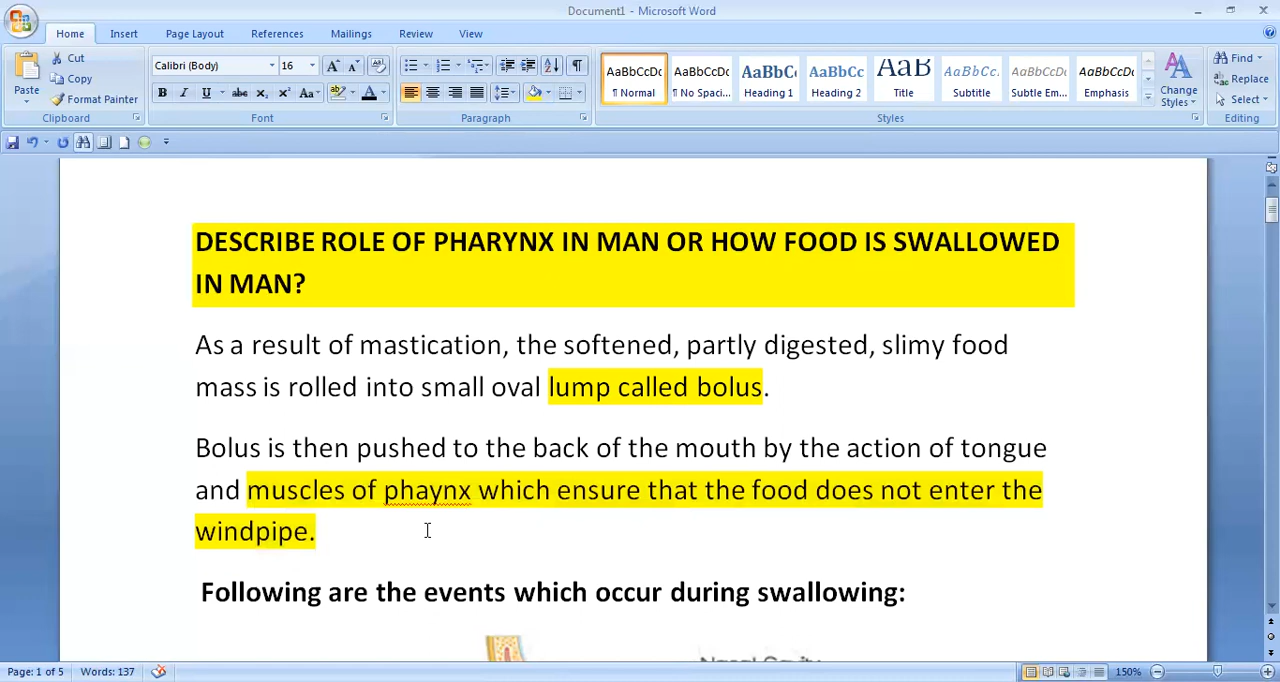 Document1 - Microsoft Word
Home Insert Page Layout References Mailings Review View
Cut
Copy
Format Painter
Paste
Clipboard
Calibri (Body) 16
Font
Paragraph
AaBbCcDc AaBbCcDc AaBbCc AaBbCc AaB AaBbCc. AaBbCcDc AaBbCcDc
¶ Normal ¶ No Spaci... Heading 1 Heading 2 Title Subtitle Subtle Em... Emphasis
Change
Styles
Styles
Find
Replace
Select
Editing
DESCRIBE ROLE OF PHARYNX IN MAN OR HOW FOOD IS SWALLOWED
IN MAN?
As a result of mastication, the softened, partly digested, slimy food
mass is rolled into small oval lump called bolus.
Bolus is then pushed to the back of the mouth by the action of tongue
and muscles of phaynx which ensure that the food does not enter the
windpipe.
Following are the events which occur during swallowing:
Page: 1 of 5 Words: 137 150%